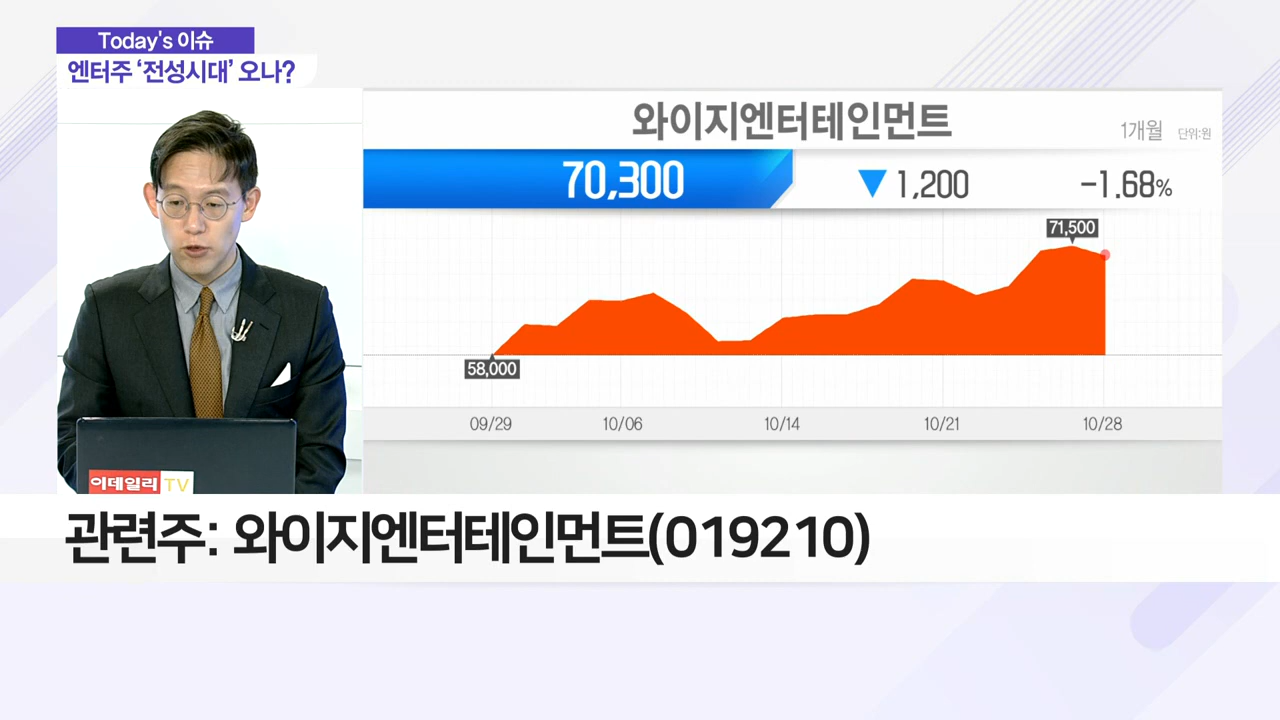 Today's 이슈
엔터주 ‘전성시대’ 오나?
와이지엔터테인먼트
1개월 단위:원
70,300 ▼ 1,200 -1.68%
71,500
58,000
09/29 10/06 10/14 10/21 10/28
이데일리 TV
관련주: 와이지엔터테인먼트(019210)